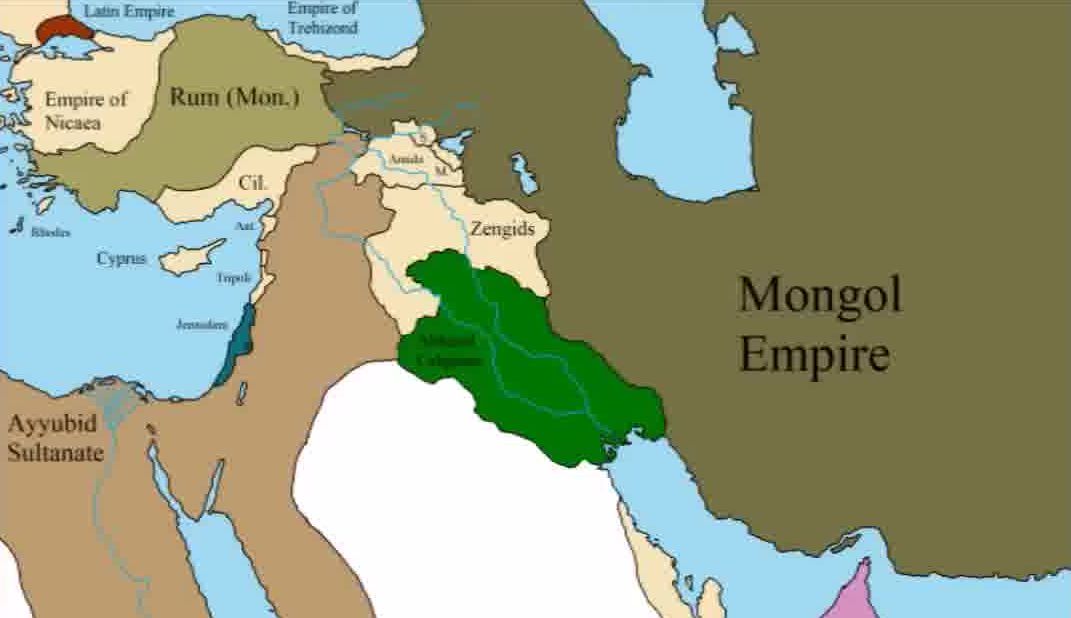 Latin Empire
Empire of
Trebizond
Empire of
Nicaea
Rum (Mon.)
S.
Amida
M.
Cil.
Zengids
Ant.
Rhodes
Cyprus
Tripoli
Jerusalem
Abbasid
Caliphate
Mongol
Empire
Ayyubid
Sultanate